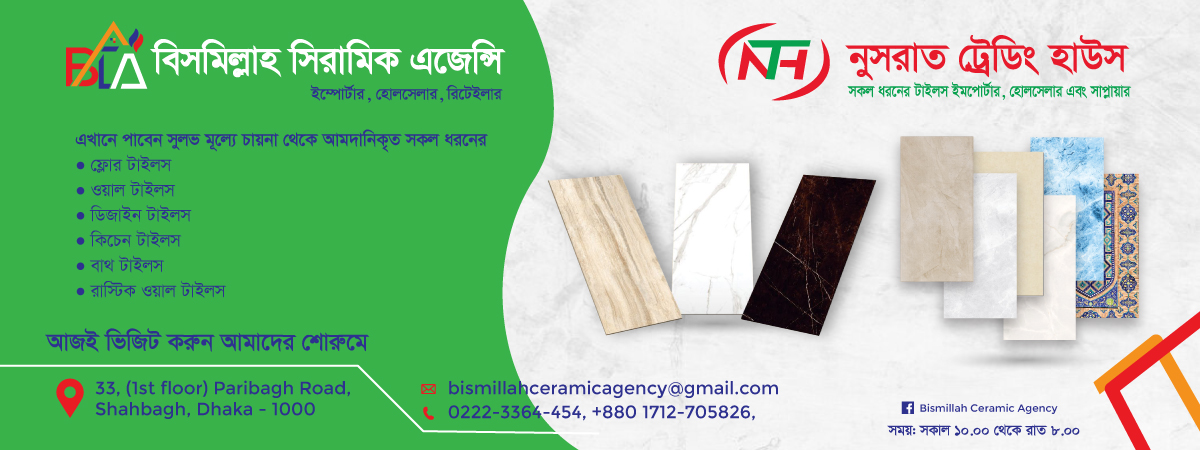 BCA
বিসমিল্লাহ সিরামিক এজেন্সি
ইম্পোর্টার, হোলসেলার, রিটেইলার
এখানে পাবেন সুলভ মূল্যে চায়না থেকে আমদানিকৃত সকল ধরনের
● ফ্লোর টাইলস
● ওয়াল টাইলস
● ডিজাইন টাইলস
● কিচেন টাইলস
● বাথ টাইলস
● রাস্টিক ওয়াল টাইলস
আজই ভিজিট করুন আমাদের শোরুমে
33, (1st floor) Paribagh Road,
Shahbagh, Dhaka - 1000
bismillahceramicagency@gmail.com
0222-3364-454, +880 1712-705826,
NTH
নুসরাত ট্রেডিং হাউস
সকল ধরনের টাইলস ইমপোর্টার, হোলসেলার এবং সাপ্লায়ার
Bismillah Ceramic Agency
সময়: সকাল ১০.০০ থেকে রাত ৮.০০